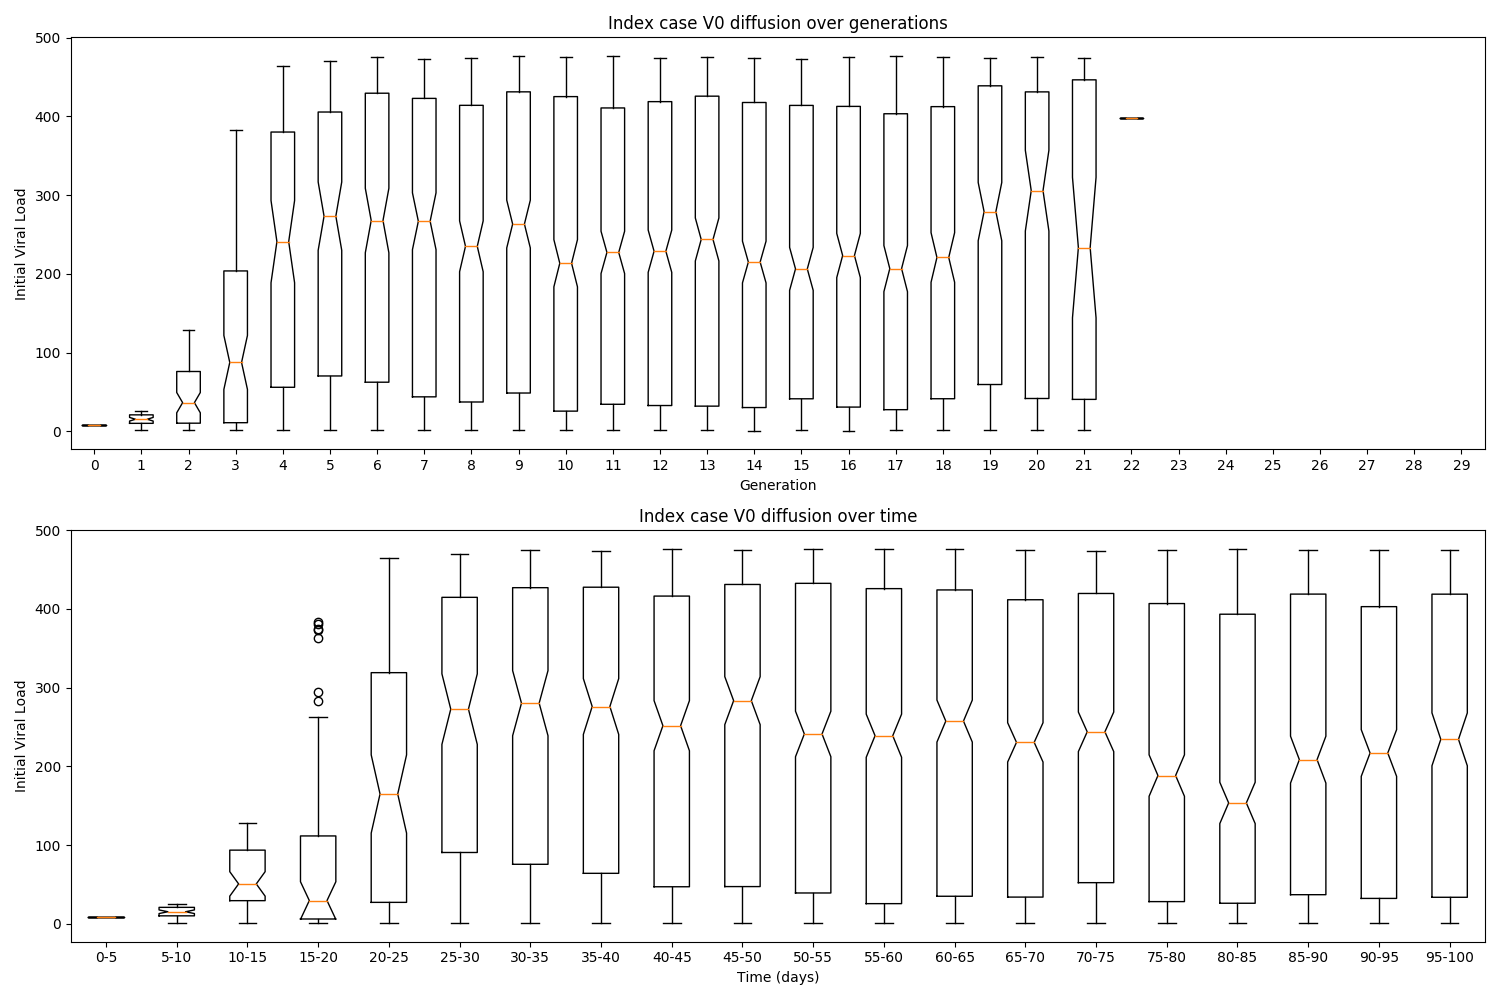 Index case V0 diffusion over generations
500
400
300
200
100
0
Initial Viral Load
0 1 2 3 4 5 6 7 8 9 10 11 12 13 14 15 16 17 18 19 20 21 22 23 24 25 26 27 28 29
Generation
Index case V0 diffusion over time
500
400
300
200
100
0
Initial Viral Load
0-5 5-10 10-15 15-20 20-25 25-30 30-35 35-40 40-45 45-50 50-55 55-60 60-65 65-70 70-75 75-80 80-85 85-90 90-95 95-100
Time (days)